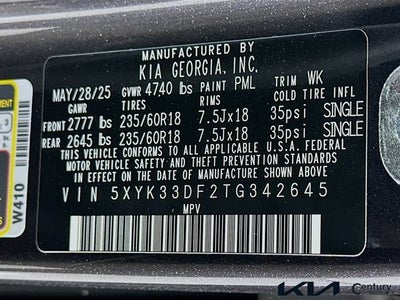 MANUFACTURED BY
KIA GEORGIA, INC.
MAY/28/25 GVWR 4740 lbs PAINT PML TRIM WK
GAWR TIRES RIMS COLD TIRE INFL
FRONT 2777 lbs 235/60R18 7.5Jx18 35psi SINGLE
REAR 2645 lbs 235/60R18 7.5Jx18 35psi SINGLE
THIS VEHICLE CONFORMS TO ALL APPLICABLE U.S.A. FEDERAL
MOTOR VEHICLE SAFETY AND THEFT PREVENTION STANDARDS
IN EFFECT ON THE DATE OF MANUFACTURE SHOWN ABOVE.
VIN 5XYK33DF2TG342645
MPV
W410
3
KIA Century